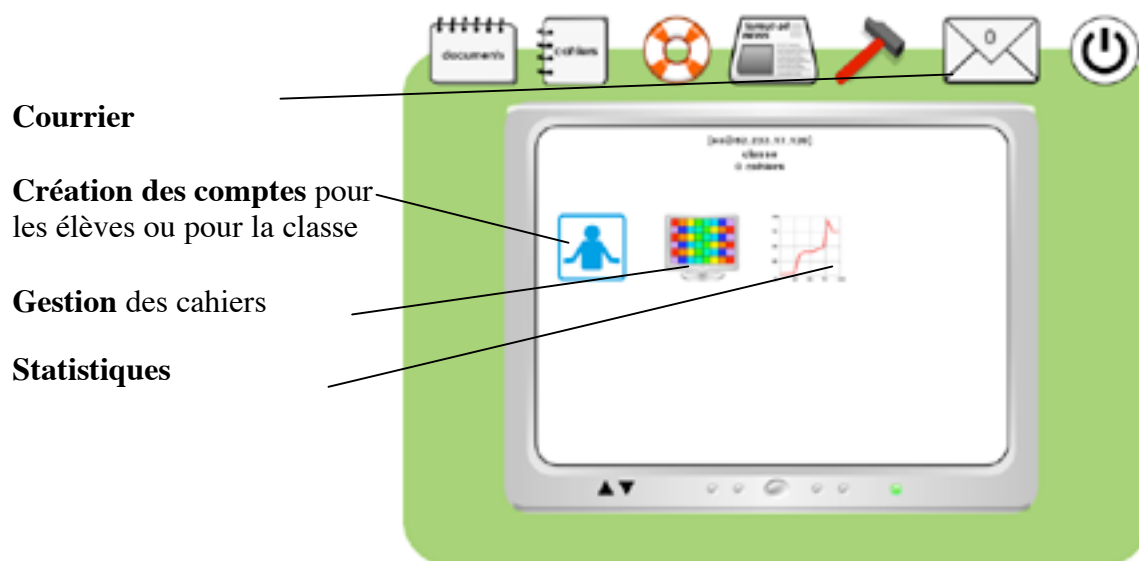 documents
cahiers
0
Courrier
classe
0 cahiers
Création des comptes pour
les élèves ou pour la classe
Gestion des cahiers
Statistiques